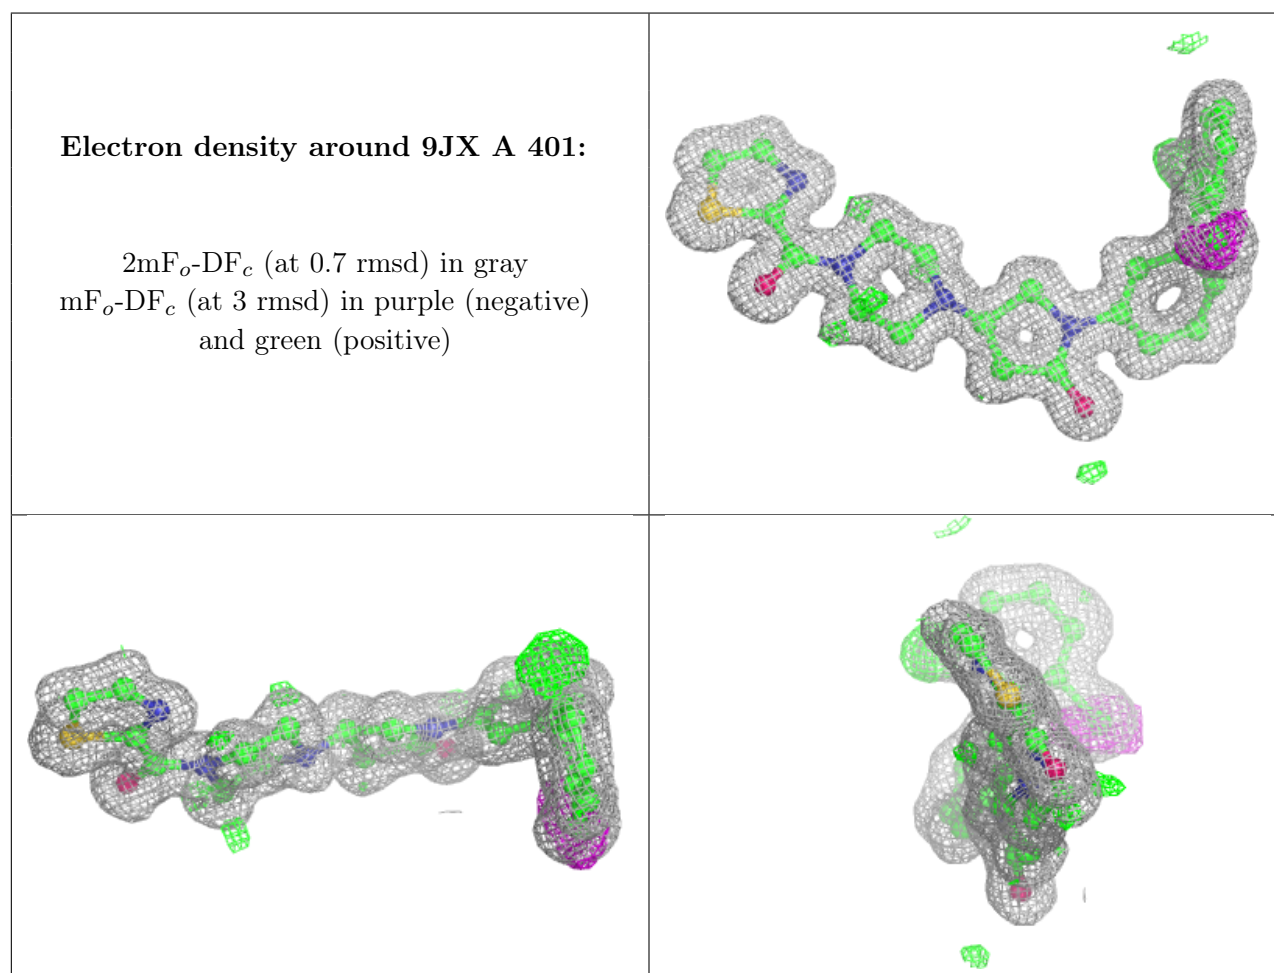 Electron density around 9JX A 401:
2mFo-DFc (at 0.7 rmsd) in gray
mFo-DFc (at 3 rmsd) in purple (negative)
and green (positive)